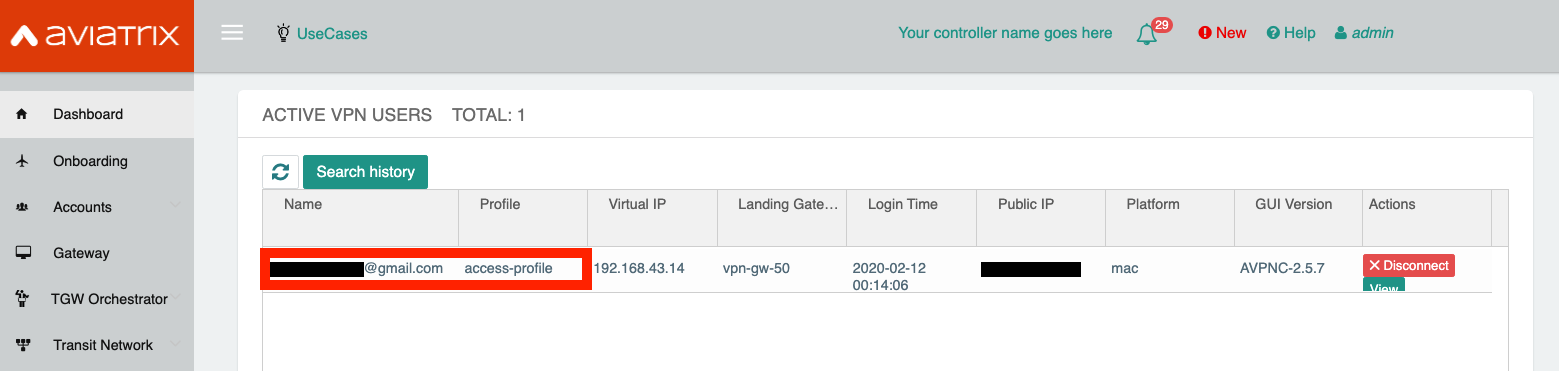 aviatrix
UseCases
Your controller name goes here
29
New
Help
admin
Dashboard
Onboarding
Accounts
Gateway
TGW Orchestrator
Transit Network
ACTIVE VPN USERS TOTAL: 1
Search history
Name Profile Virtual IP Landing Gate... Login Time Public IP Platform GUI Version Actions
@gmail.com access-profile 192.168.43.14 vpn-gw-50 2020-02-12 mac AVPNC-2.5.7 Disconnect
00:14:06 View